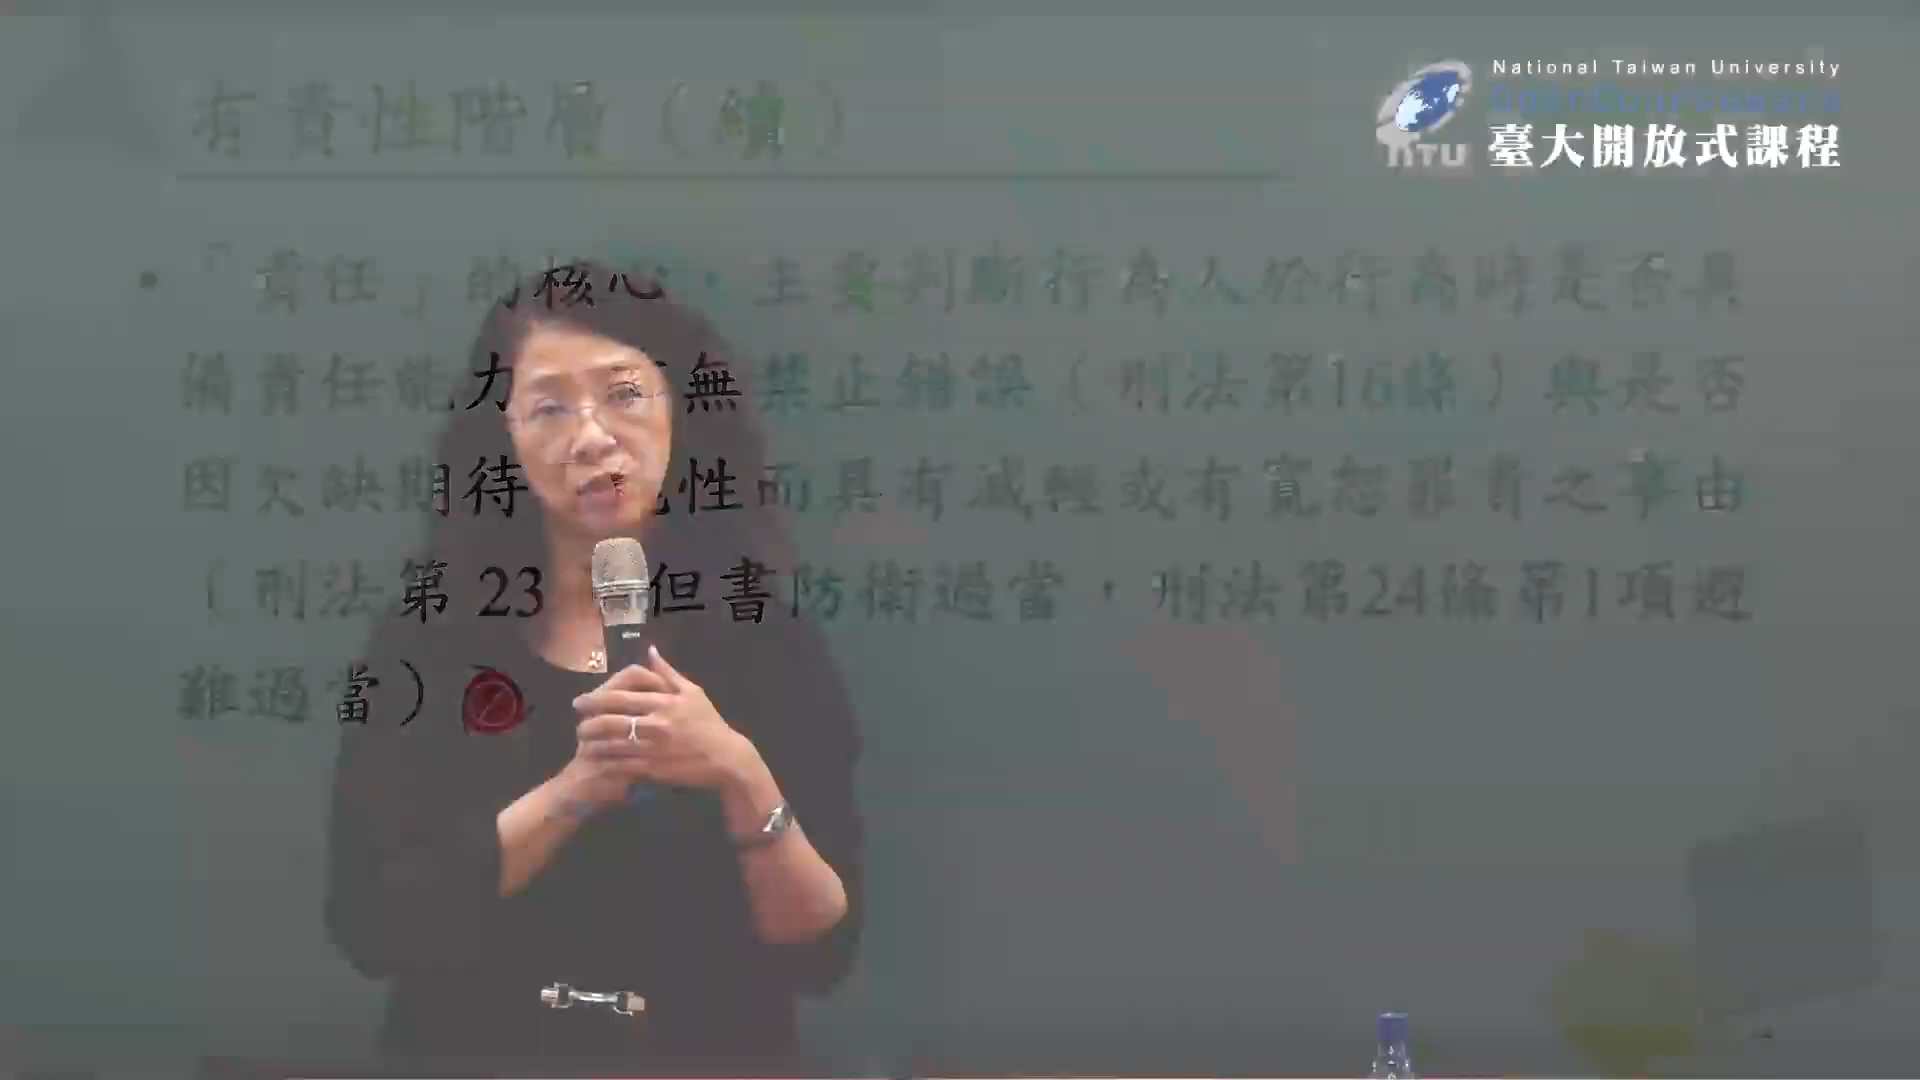 National Taiwan University
OpenCourseware
臺大開放式課程
NTU
有責性階層（續）
•「責任」的核心，主要判斷行為人於行為時是否具
備責任能力 無禁止錯誤（刑法第16條）與是否
因欠缺期待 能性而具有減輕或有寬恕罪責之事由
（刑法第 23 但書防衛過當，刑法第24條第1項避
難過當）